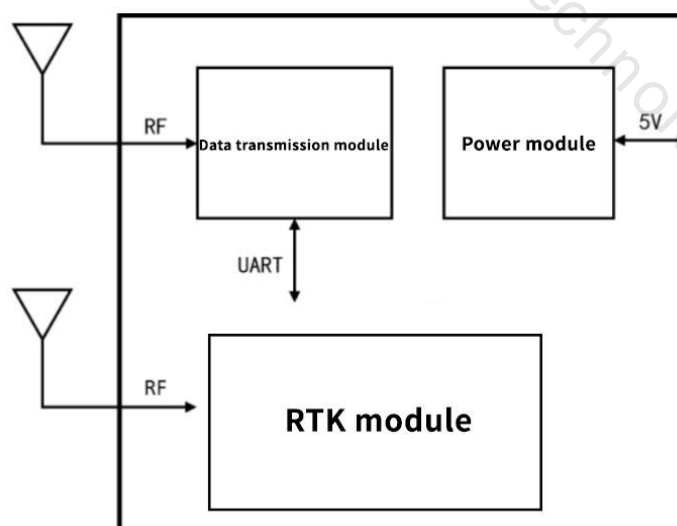 RF
Data transmission module
Power module
5V
UART
RF
RTK module